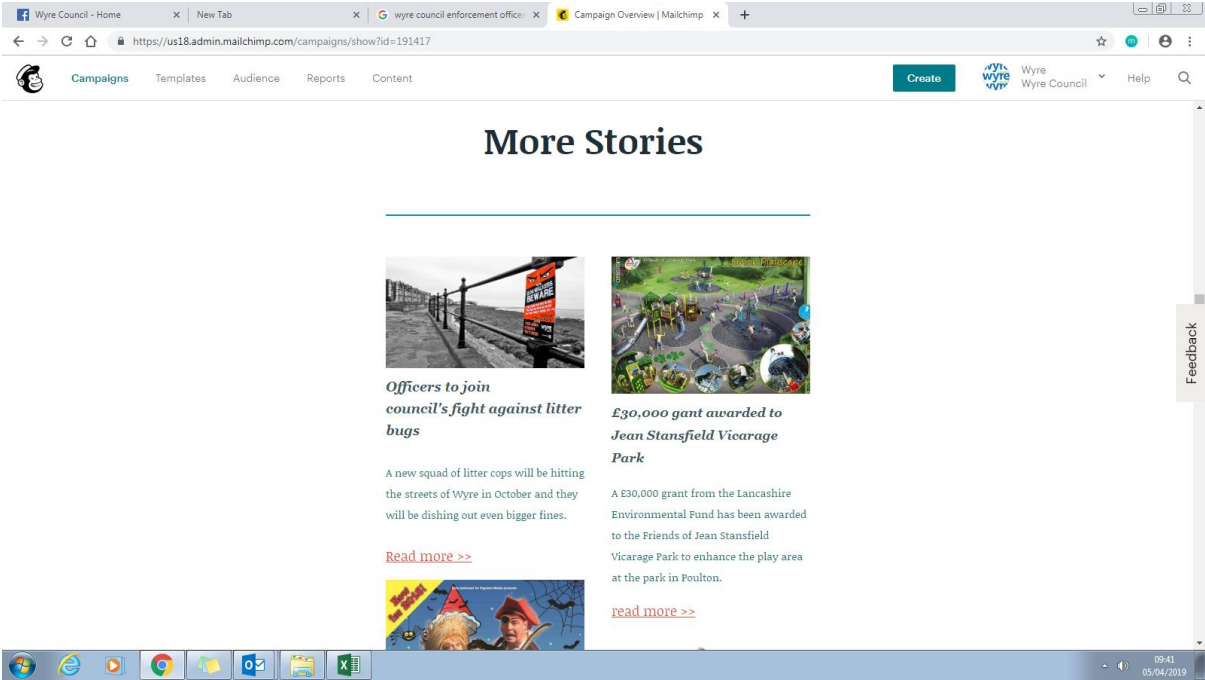 Wyre Council - Home
New Tab
wyre council enforcement officer
Campaign Overview | Mailchimp
https://us18.admin.mailchimp.com/campaigns/show?id=191417
Campaigns Templates Audience Reports Content
Create
wyre
Wyre
Wyre Council
Help
More Stories
BEWARE
wyre
Officers to join
council's fight against litter
bugs
A new squad of litter cops will be hitting
the streets of Wyre in October and they
will be dishing out even bigger fines.
Read more >>
£30,000 gant awarded to
Jean Stansfield Vicarage
Park
A £30,000 grant from the Lancashire
Environmental Fund has been awarded
to the Friends of Jean Stansfield
Vicarage Park to enhance the play area
at the park in Poulton.
read more >>
Feedback
09:41
05/04/2019